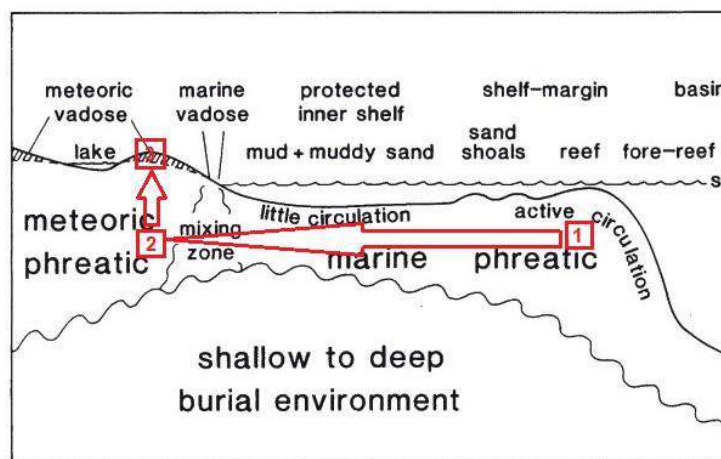 meteoric vadose
marine vadose
protected inner shelf
shelf-margin
basin
lake
mud + muddy sand
sand shoals
reef
fore-reef
s
meteoric phreatic
mixing zone
little circulation
active circulation
marine phreatic
2
1
shallow to deep
burial environment